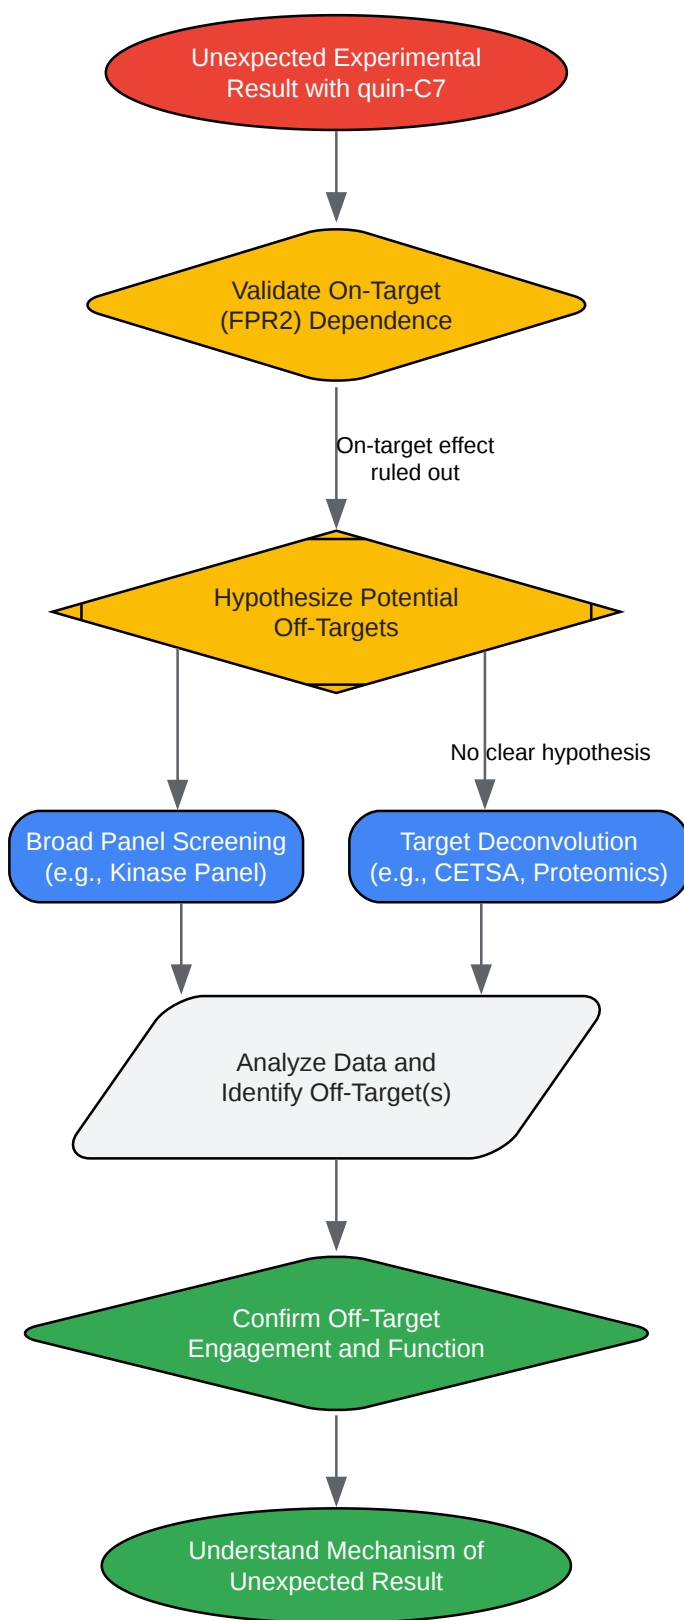 Unexpected Experimental
Result with quin-C7
Validate On-Target
(FPR2) Dependence
On-target effect
ruled out
Hypothesize Potential
Off-Targets
No clear hypothesis
Broad Panel Screening
(e.g., Kinase Panel)
Target Deconvolution
(e.g., CETSA, Proteomics)
Analyze Data and
Identify Off-Target(s)
Confirm Off-Target
Engagement and Function
Understand Mechanism of
Unexpected Result